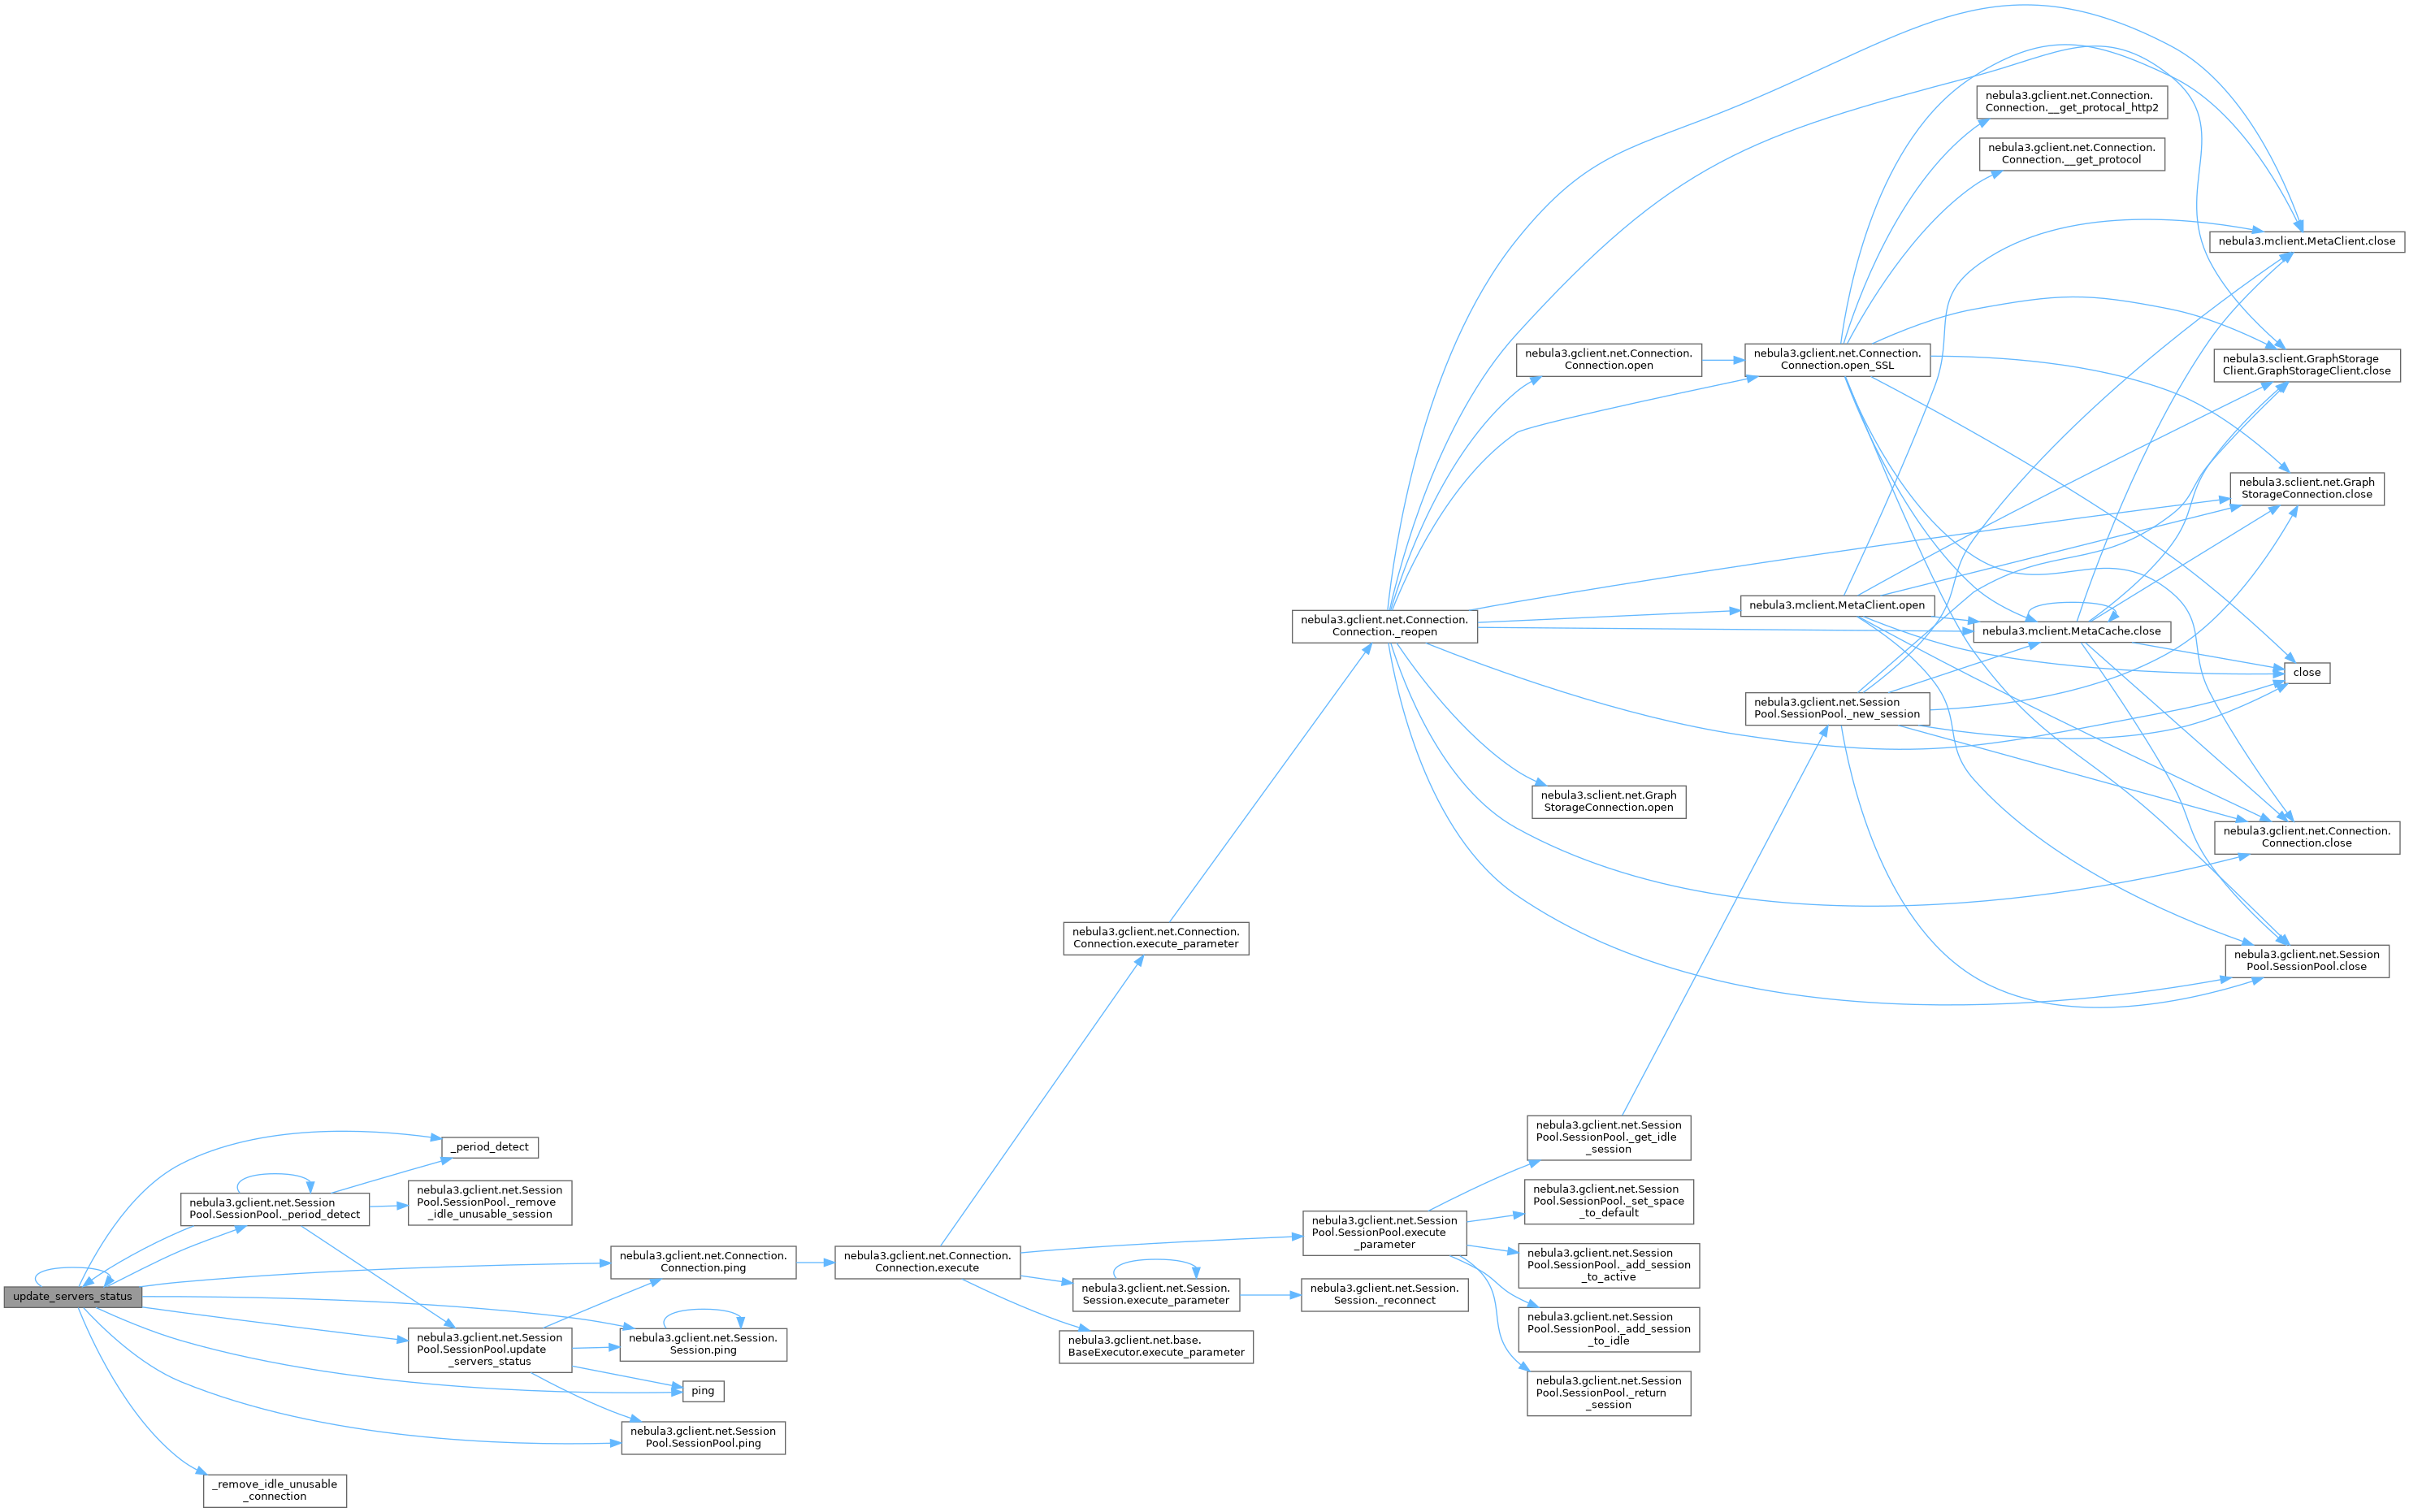 nebula3.gclient.net.Connection.
Connection.__get_protocal_http2
nebula3.gclient.net.Connection.
Connection.__get_protocol
nebula3.mclient.MetaClient.close
nebula3.gclient.net.Connection.
Connection.open
nebula3.gclient.net.Connection.
Connection.open_SSL
nebula3.sclient.GraphStorage
Client.GraphStorageClient.close
nebula3.sclient.net.Graph
StorageConnection.close
nebula3.gclient.net.Connection.
Connection._reopen
nebula3.mclient.MetaClient.open
nebula3.mclient.MetaCache.close
close
nebula3.gclient.net.Session
Pool.SessionPool._new_session
nebula3.sclient.net.Graph
StorageConnection.open
nebula3.gclient.net.Connection.
Connection.close
nebula3.gclient.net.Connection.
Connection.execute_parameter
nebula3.gclient.net.Session
Pool.SessionPool.close
_period_detect
nebula3.gclient.net.Session
Pool.SessionPool._get_idle
_session
nebula3.gclient.net.Session
Pool.SessionPool._period_detect
nebula3.gclient.net.Session
Pool.SessionPool._remove
_idle_unusable_session
nebula3.gclient.net.Session
Pool.SessionPool._set_space
_to_default
nebula3.gclient.net.Session
Pool.SessionPool.execute
_parameter
nebula3.gclient.net.Connection.
Connection.ping
nebula3.gclient.net.Connection.
Connection.execute
nebula3.gclient.net.Session
Pool.SessionPool._add_session
_to_active
update_servers_status
nebula3.gclient.net.Session.
Session.execute_parameter
nebula3.gclient.net.Session.
Session._reconnect
nebula3.gclient.net.Session
Pool.SessionPool._add_session
_to_idle
nebula3.gclient.net.Session
Pool.SessionPool.update
_servers_status
nebula3.gclient.net.Session.
Session.ping
nebula3.gclient.net.base.
BaseExecutor.execute_parameter
ping
nebula3.gclient.net.Session
Pool.SessionPool._return
_session
nebula3.gclient.net.Session
Pool.SessionPool.ping
_remove_idle_unusable
_connection